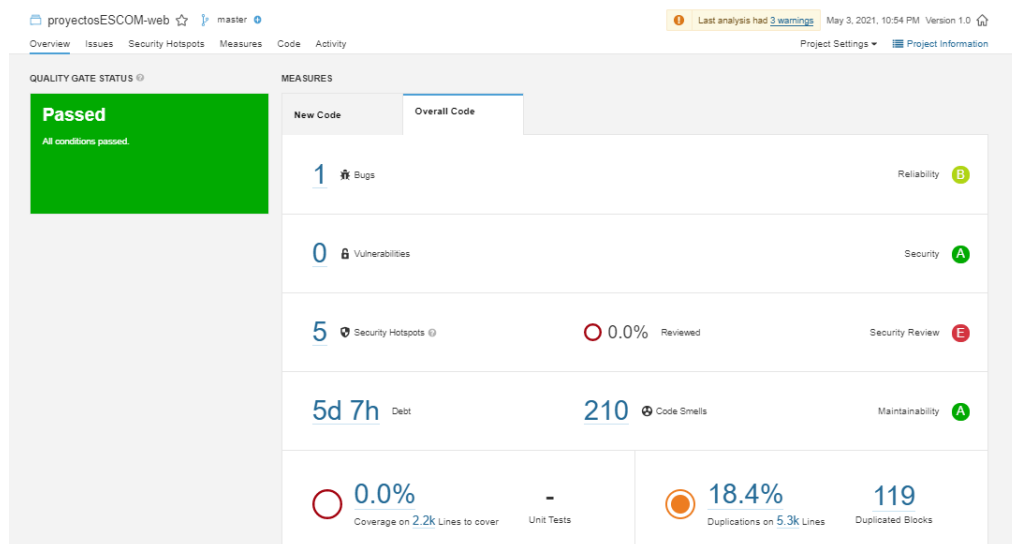 proyectosESCOM-web master Last analysis had 3 warnings May 3, 2021, 10:54 PM Version 1.0
Overview Issues Security Hotspots Measures Code Activity Project Settings Project Information
QUALITY GATE STATUS
Passed
All conditions passed.
MEASURES
New Code Overall Code
1 Bugs Reliability B
0 Vulnerabilities Security A
5 Security Hotspots 0.0% Reviewed Security Review E
5d 7h Debt 210 Code Smells Maintainability A
0.0% - 18.4% 119
Coverage on 2.2k Lines to cover Unit Tests Duplications on 5.3k Lines Duplicated Blocks